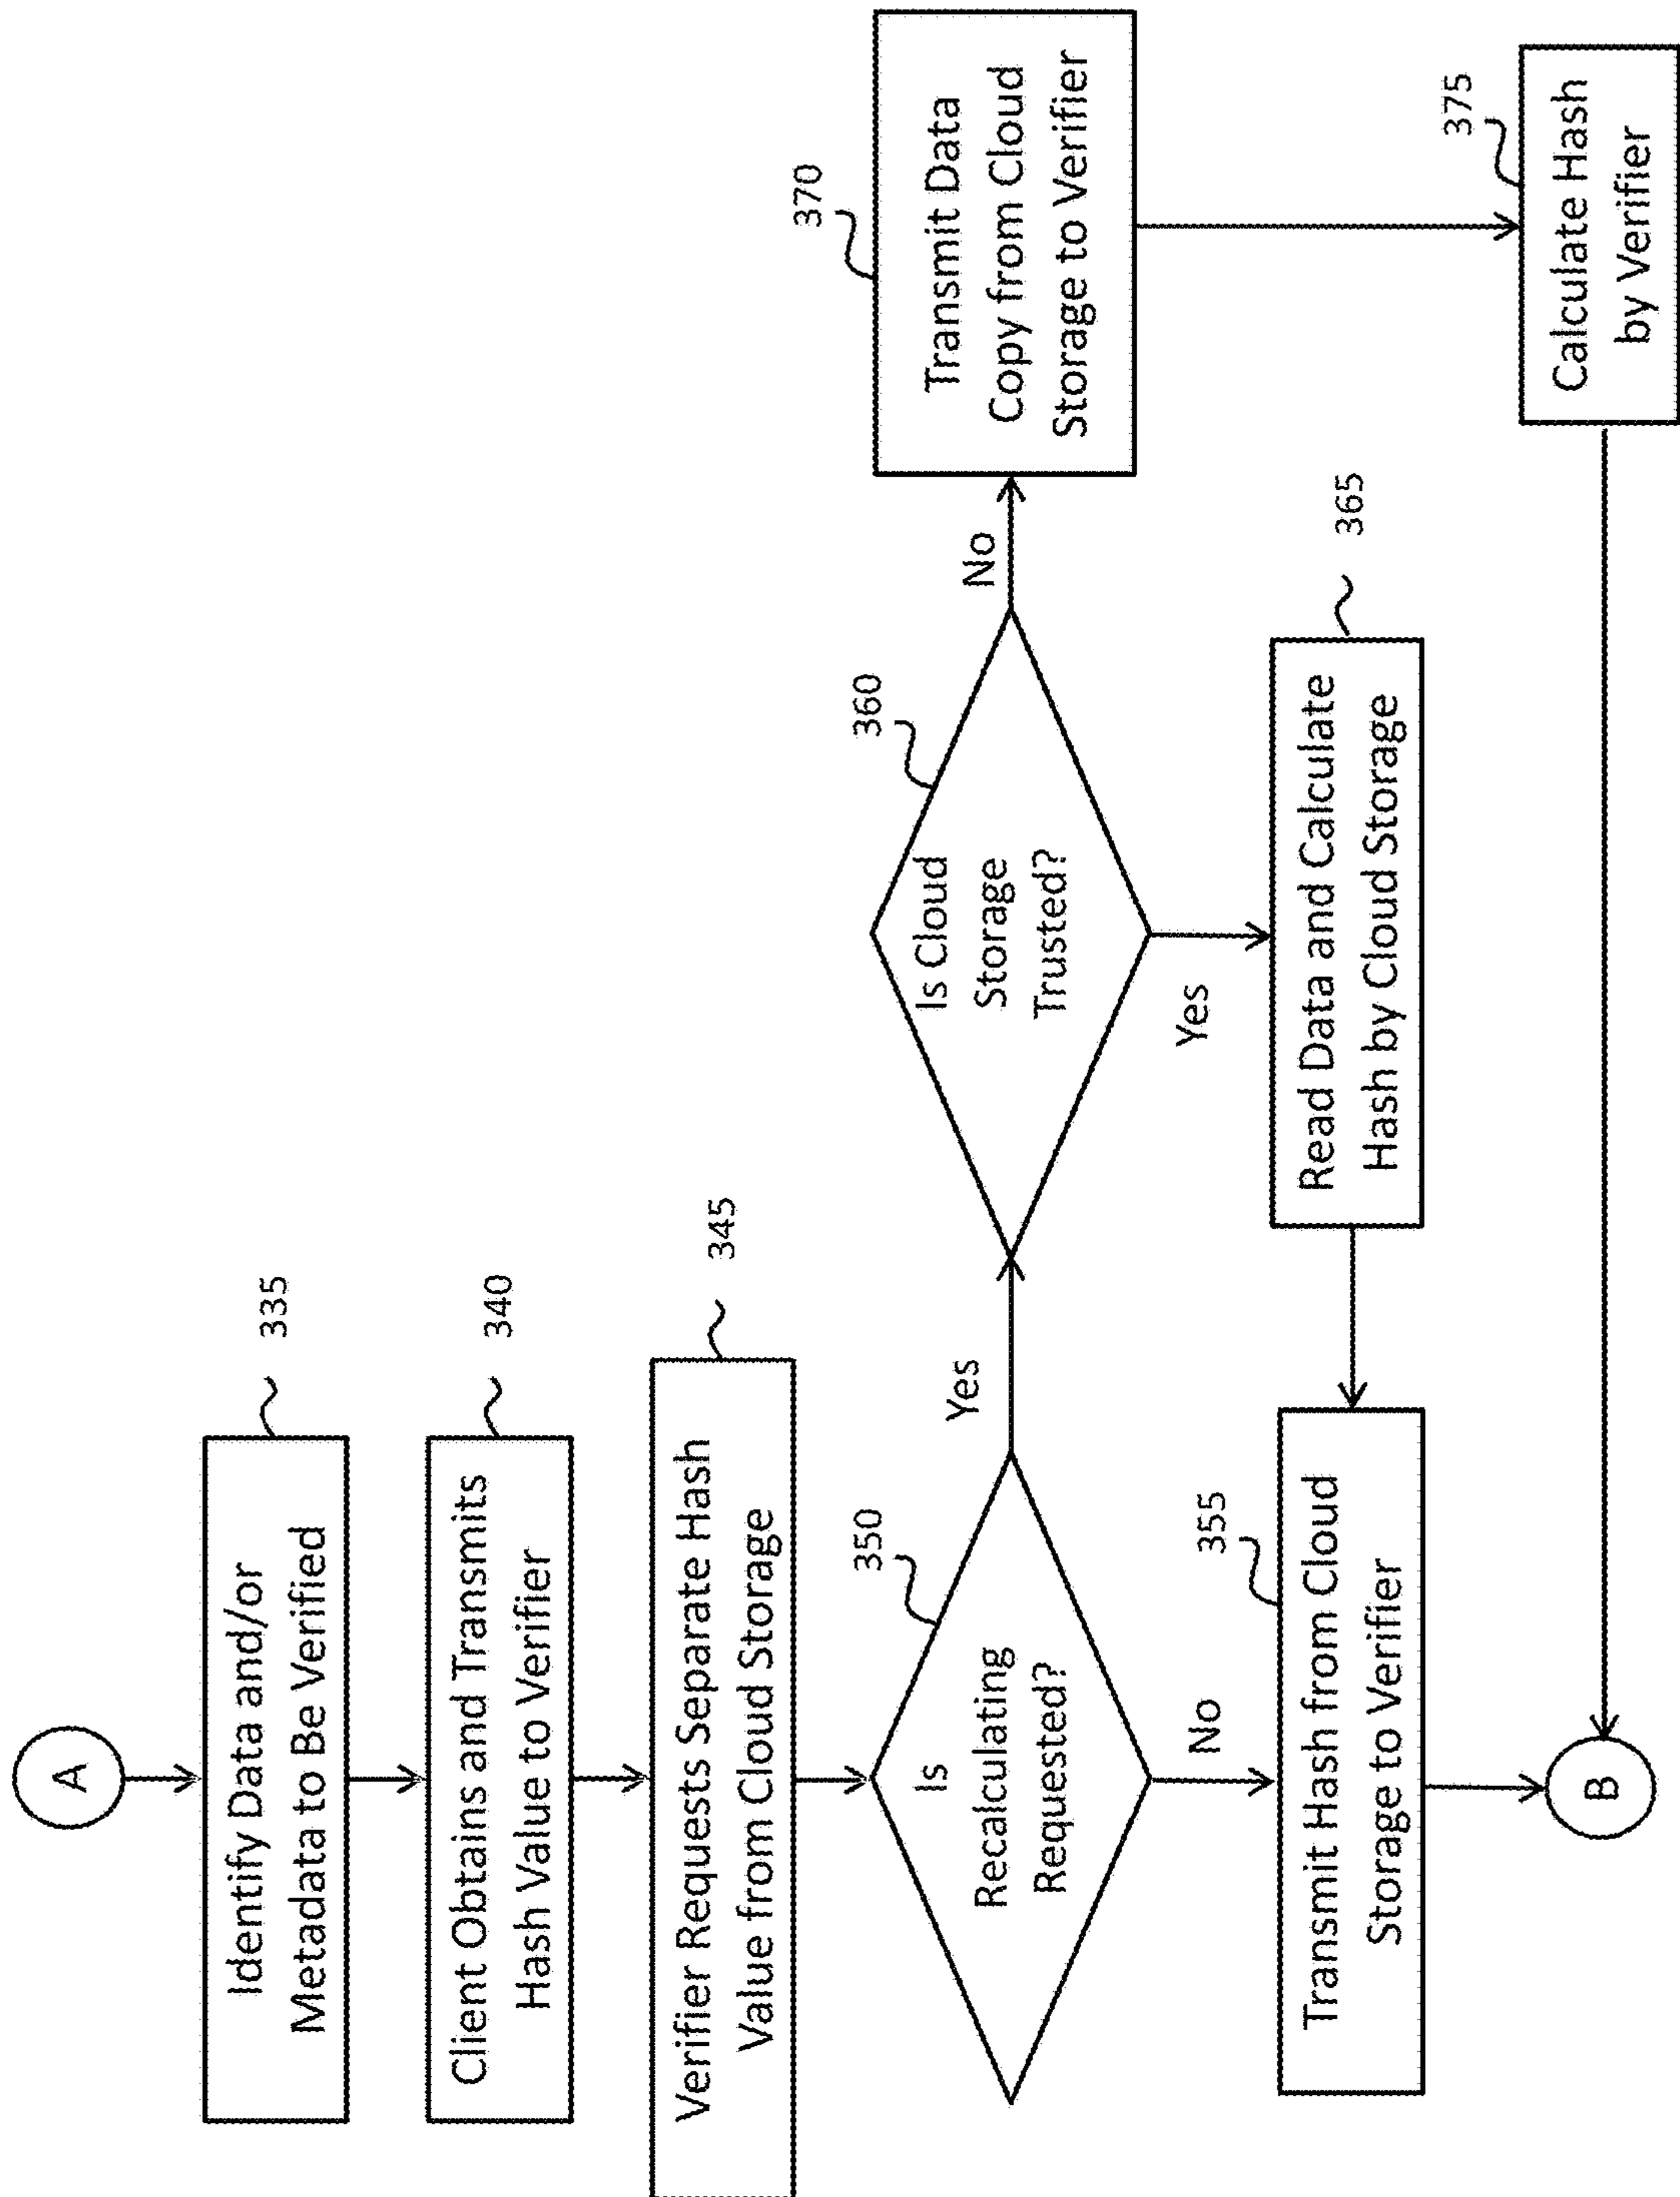 A
335
Identify Data and/or
Metadata to Be Verified
340
Client Obtains and Transmits
Hash Value to Verifier
345
Verifier Requests Separate Hash
Value from Cloud Storage
350
Is
Recalculating
Requested?
Yes
No
360
Is Cloud
Storage
Trusted?
No
Yes
370
Transmit Data
Copy from Cloud
Storage to Verifier
355
Transmit Hash from Cloud
Storage to Verifier
365
Read Data and Calculate
Hash by Cloud Storage
375
Calculate Hash
by Verifier
B